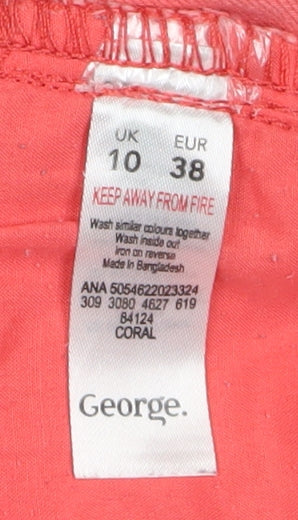 UK EUR
10 38
KEEP AWAY FROM FIRE
Wash similar colours together
Wash inside out
iron on reverse
Made in Bangladesh
ANA 5054622023324
309 3080 4627 619
84124
CORAL
George.